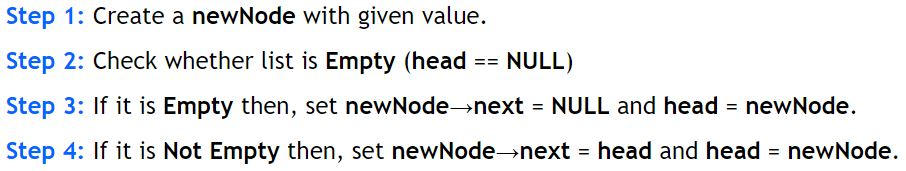 Step 1: Create a newNode with given value.
Step 2: Check whether list is Empty (head == NULL)
Step 3: If it is Empty then, set newNode→next = NULL and head = newNode.
Step 4: If it is Not Empty then, set newNode→next = head and head = newNode.